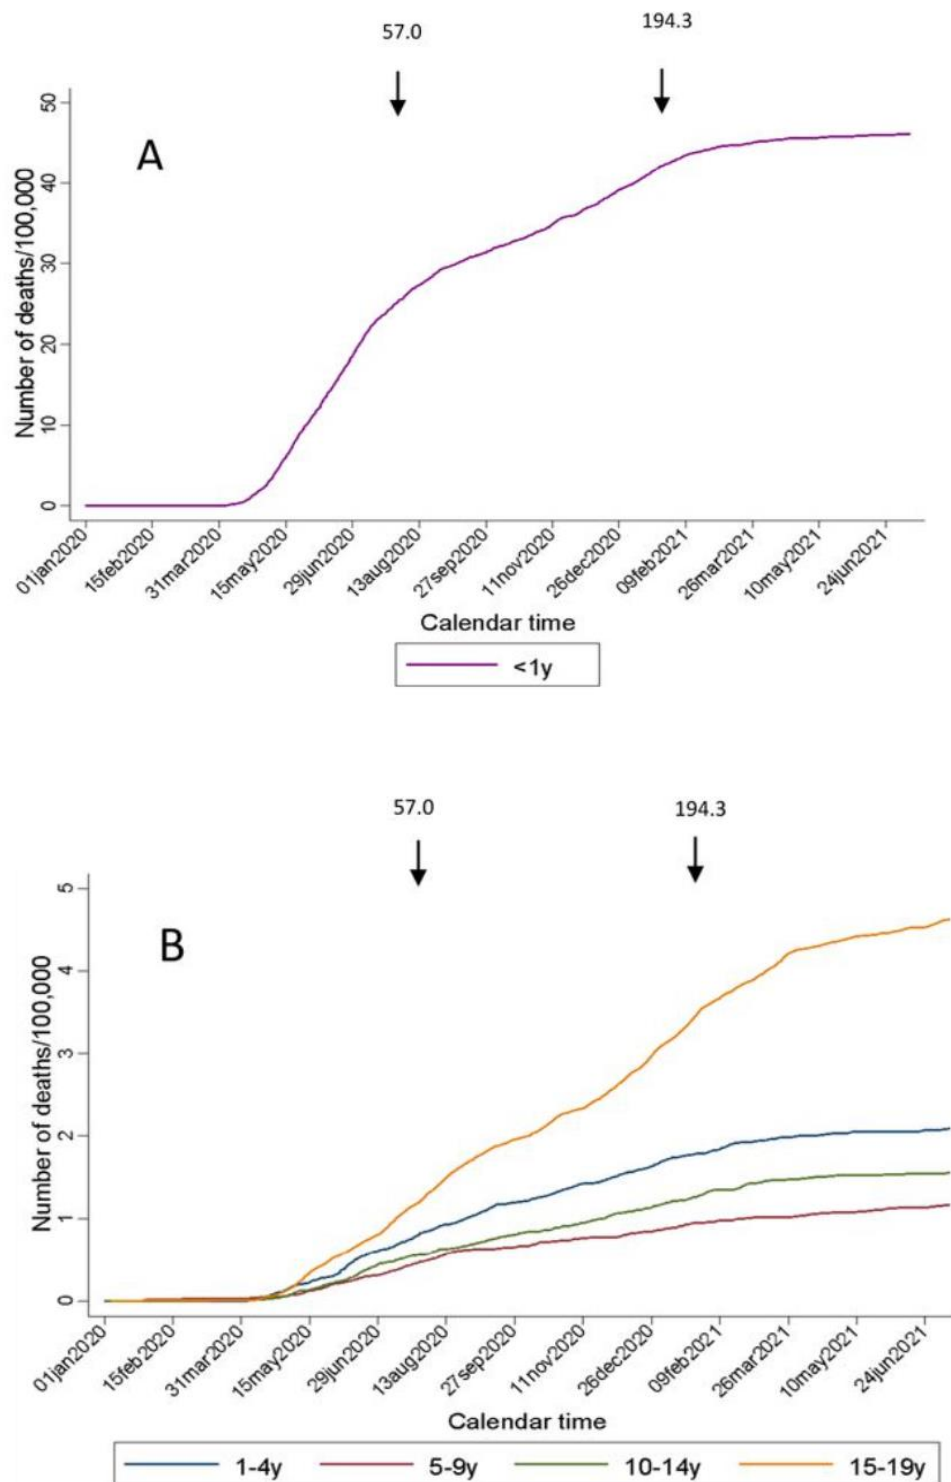 57.0 194.3
A
Number of deaths/100,000
50
40
30
20
10
0
01jan2020 15feb2020 31mar2020 15may2020 29jun2020 13aug2020 27sep2020 11nov2020 26dec2020 09feb2021 26mar2021 10may2021 24jun2021
Calendar time
<1y
57.0 194.3
B
Number of deaths/100,000
5
4
3
2
1
0
01jan2020 15feb2020 31mar2020 15may2020 29jun2020 13aug2020 27sep2020 11nov2020 26dec2020 09feb2021 26mar2021 10may2021 24jun2021
Calendar time
1-4y 5-9y 10-14y 15-19y